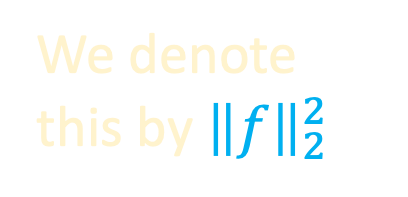 We denote
this by ‖f‖₂²